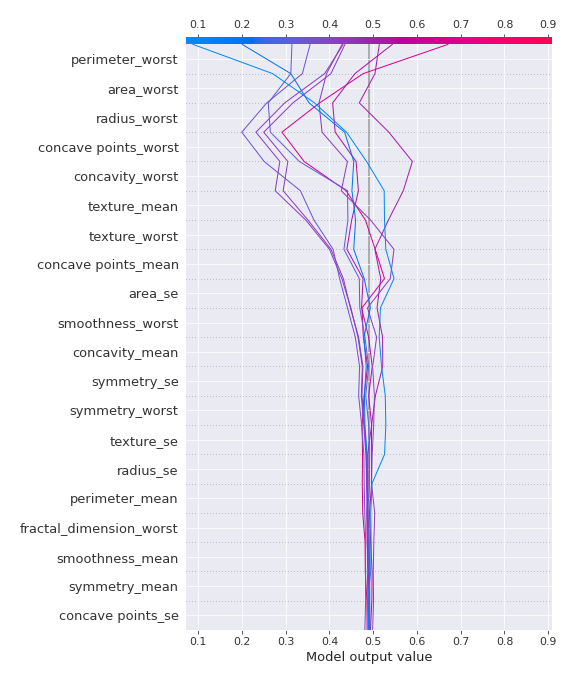 0.1 0.2 0.3 0.4 0.5 0.6 0.7 0.8 0.9
perimeter_worst
area_worst
radius_worst
concave points_worst
concavity_worst
texture_mean
texture_worst
concave points_mean
area_se
smoothness_worst
concavity_mean
symmetry_se
symmetry_worst
texture_se
radius_se
perimeter_mean
fractal_dimension_worst
smoothness_mean
symmetry_mean
concave points_se
0.1 0.2 0.3 0.4 0.5 0.6 0.7 0.8 0.9
Model output value